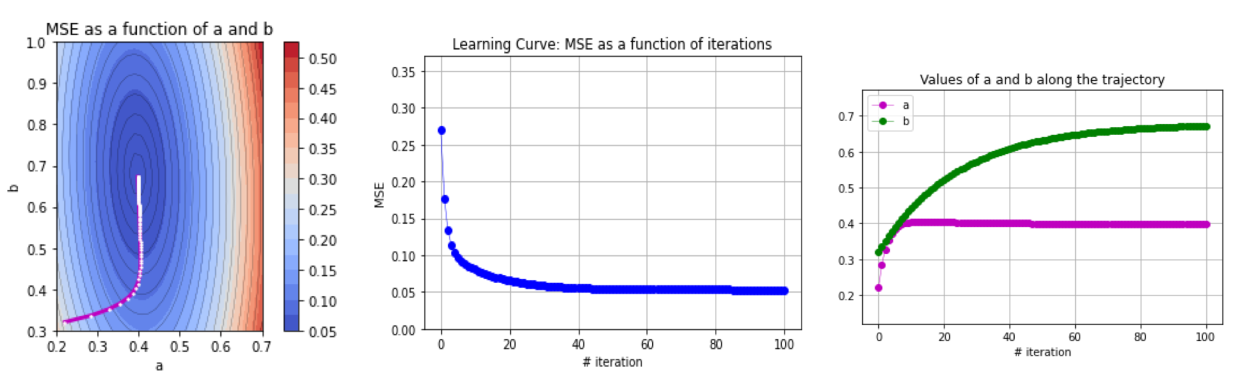 MSE as a function of a and b
1.0
0.9
0.8
0.7
0.6
0.5
0.4
0.3
b
0.2 0.3 0.4 0.5 0.6 0.7
a
0.50
0.45
0.40
0.35
0.30
0.25
0.20
0.15
0.10
0.05
Learning Curve: MSE as a function of iterations
0.35
0.30
0.25
0.20
0.15
0.10
0.05
0.00
MSE
0 20 40 60 80 100
# iteration
Values of a and b along the trajectory
a
b
0.7
0.6
0.5
0.4
0.3
0.2
0 20 40 60 80 100
# iteration